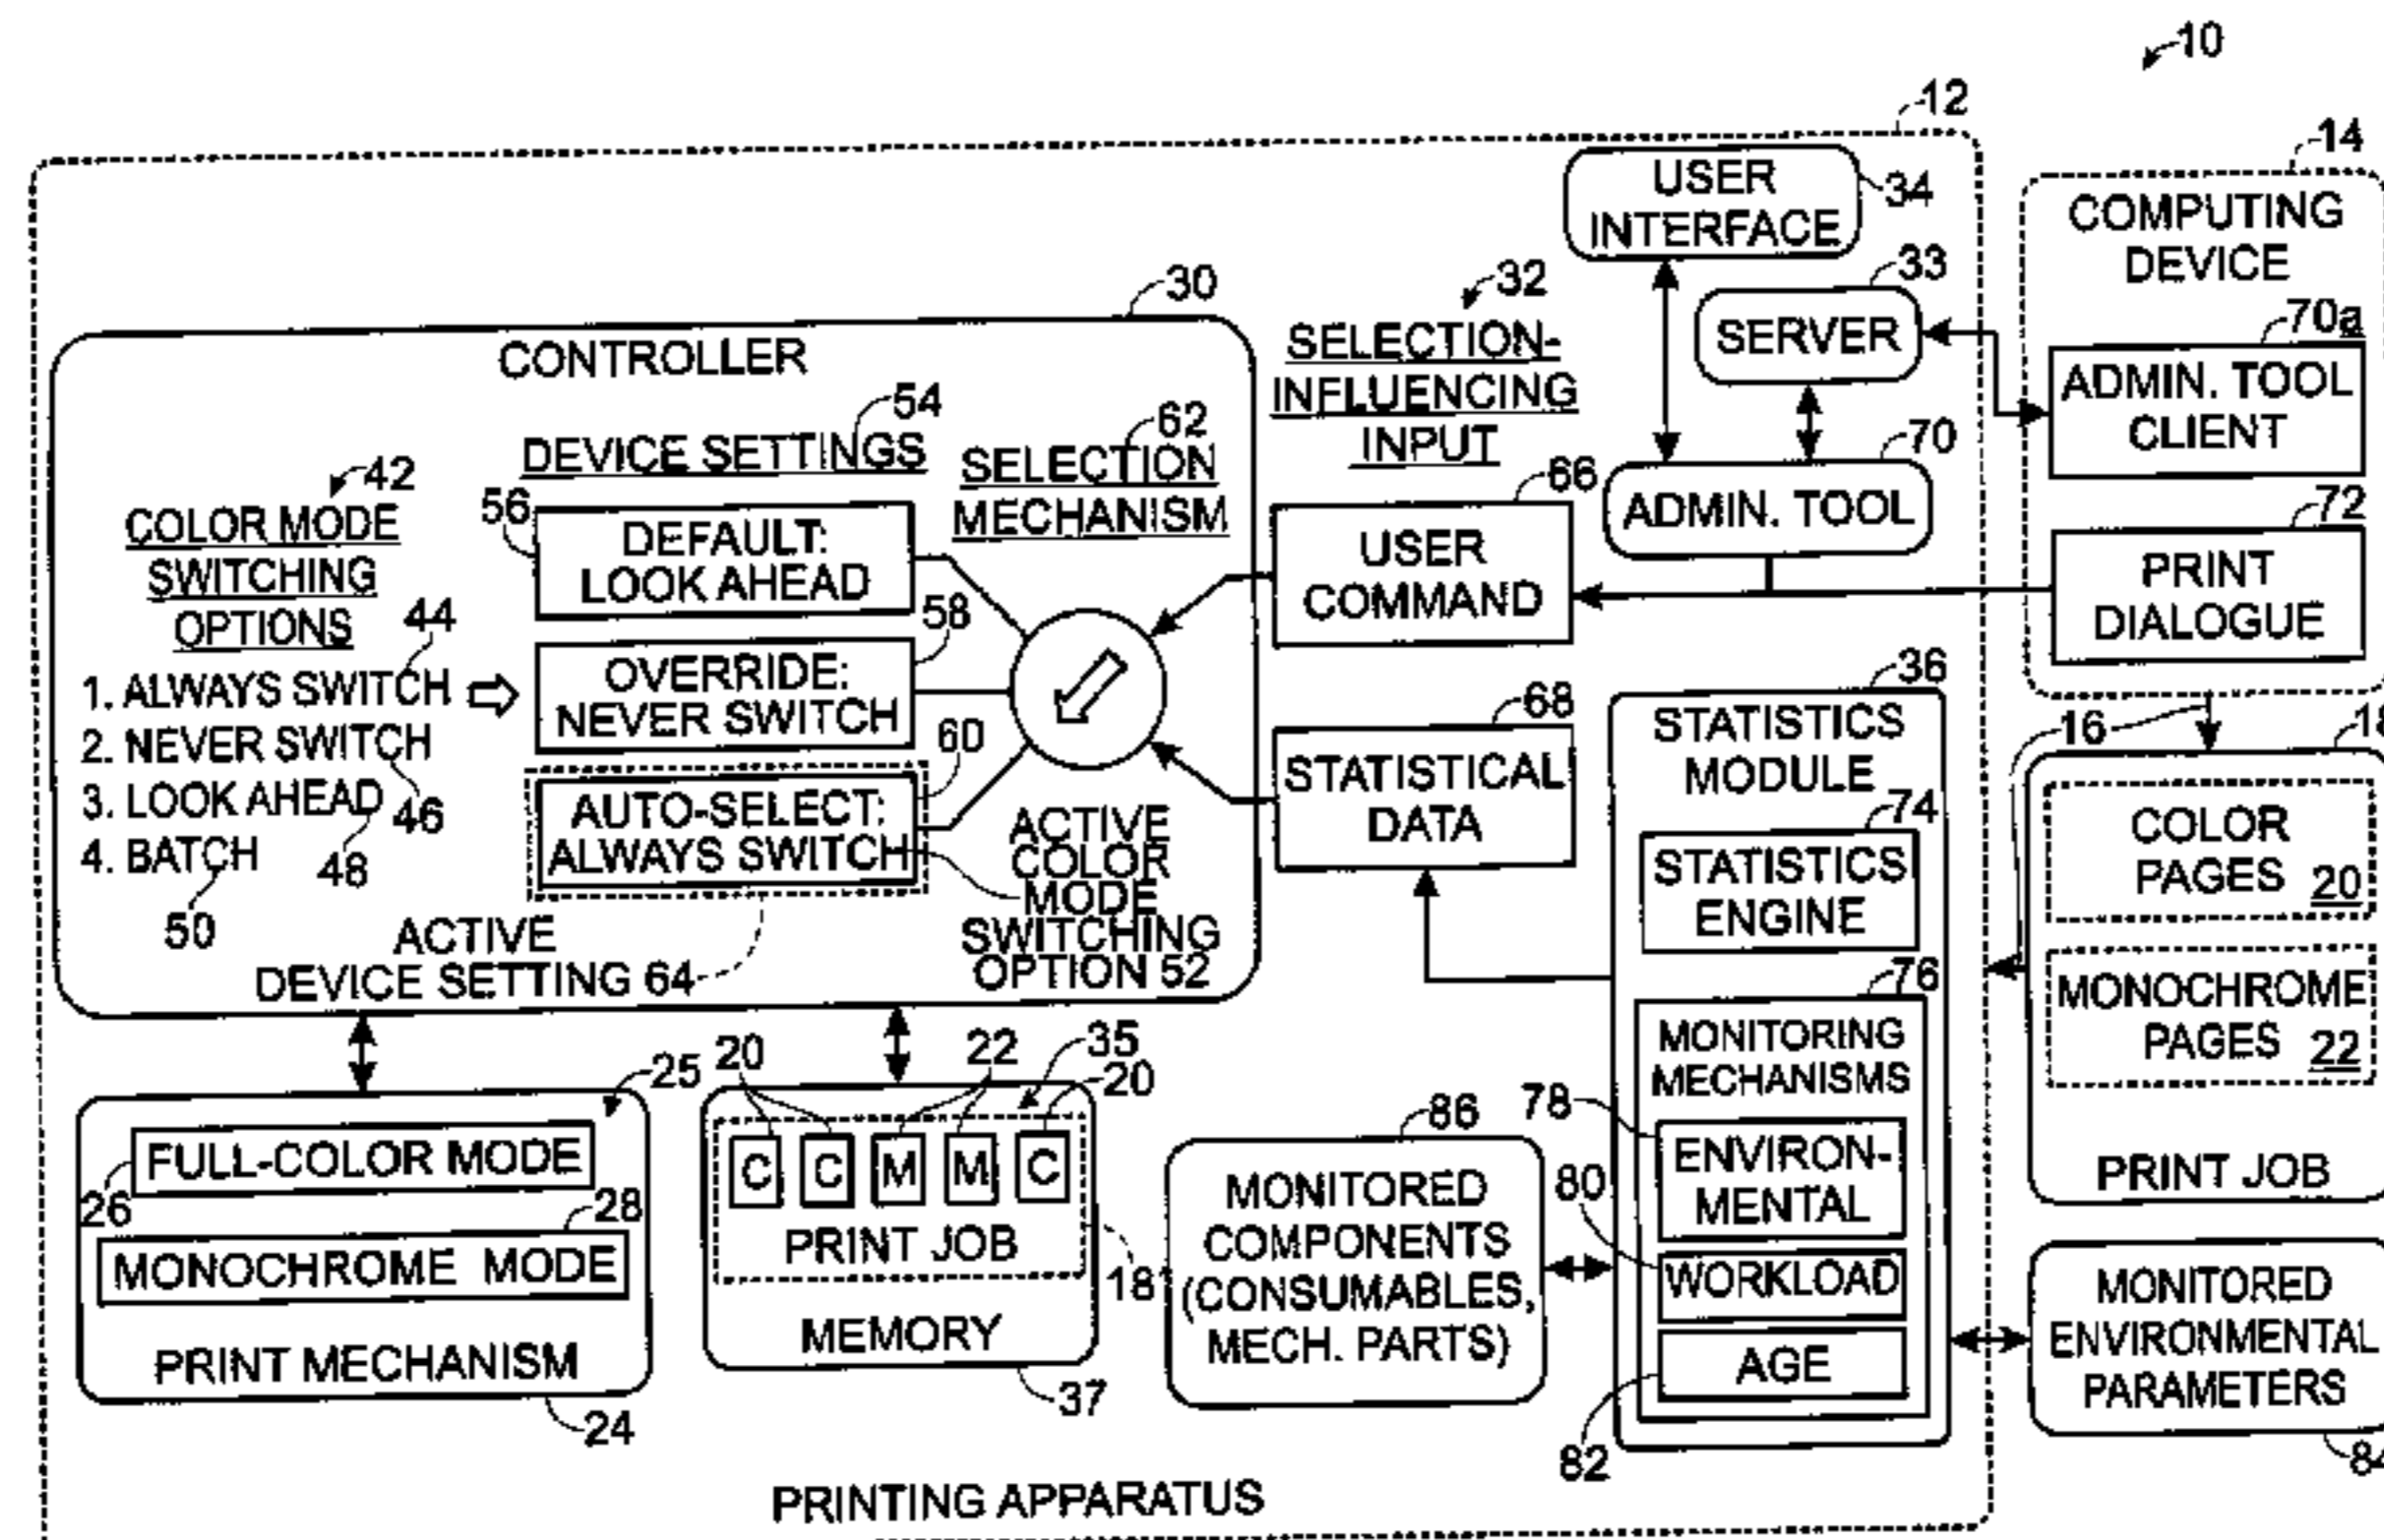 10
12
14
USER
INTERFACE
34
COMPUTING
DEVICE
33
SERVER
70a
ADMIN. TOOL
CLIENT
30
CONTROLLER
32
SELECTION-
INFLUENCING
INPUT
70
ADMIN. TOOL
72
PRINT
DIALOGUE
54
DEVICE SETTINGS
62
SELECTION
MECHANISM
42
COLOR MODE
SWITCHING
OPTIONS
44
1. ALWAYS SWITCH
2. NEVER SWITCH
46
3. LOOK AHEAD
48
4. BATCH
50
56
DEFAULT:
LOOK AHEAD
58
OVERRIDE:
NEVER SWITCH
60
AUTO-SELECT:
ALWAYS SWITCH
ACTIVE
COLOR
MODE
SWITCHING
OPTION 52
ACTIVE
DEVICE SETTING 64
66
USER
COMMAND
68
STATISTICAL
DATA
36
STATISTICS
MODULE
74
STATISTICS
ENGINE
76
MONITORING
MECHANISMS
78
ENVIRON-
MENTAL
80
WORKLOAD
AGE
82
16
18
COLOR
PAGES 20
MONOCHROME
PAGES 22
PRINT JOB
25
FULL-COLOR MODE
26
28
MONOCHROME MODE
PRINT MECHANISM
24
20
22
35
20
C C M M C
PRINT JOB
18
MEMORY
37
86
MONITORED
COMPONENTS
(CONSUMABLES,
MECH. PARTS)
MONITORED
ENVIRONMENTAL
PARAMETERS
84
PRINTING APPARATUS